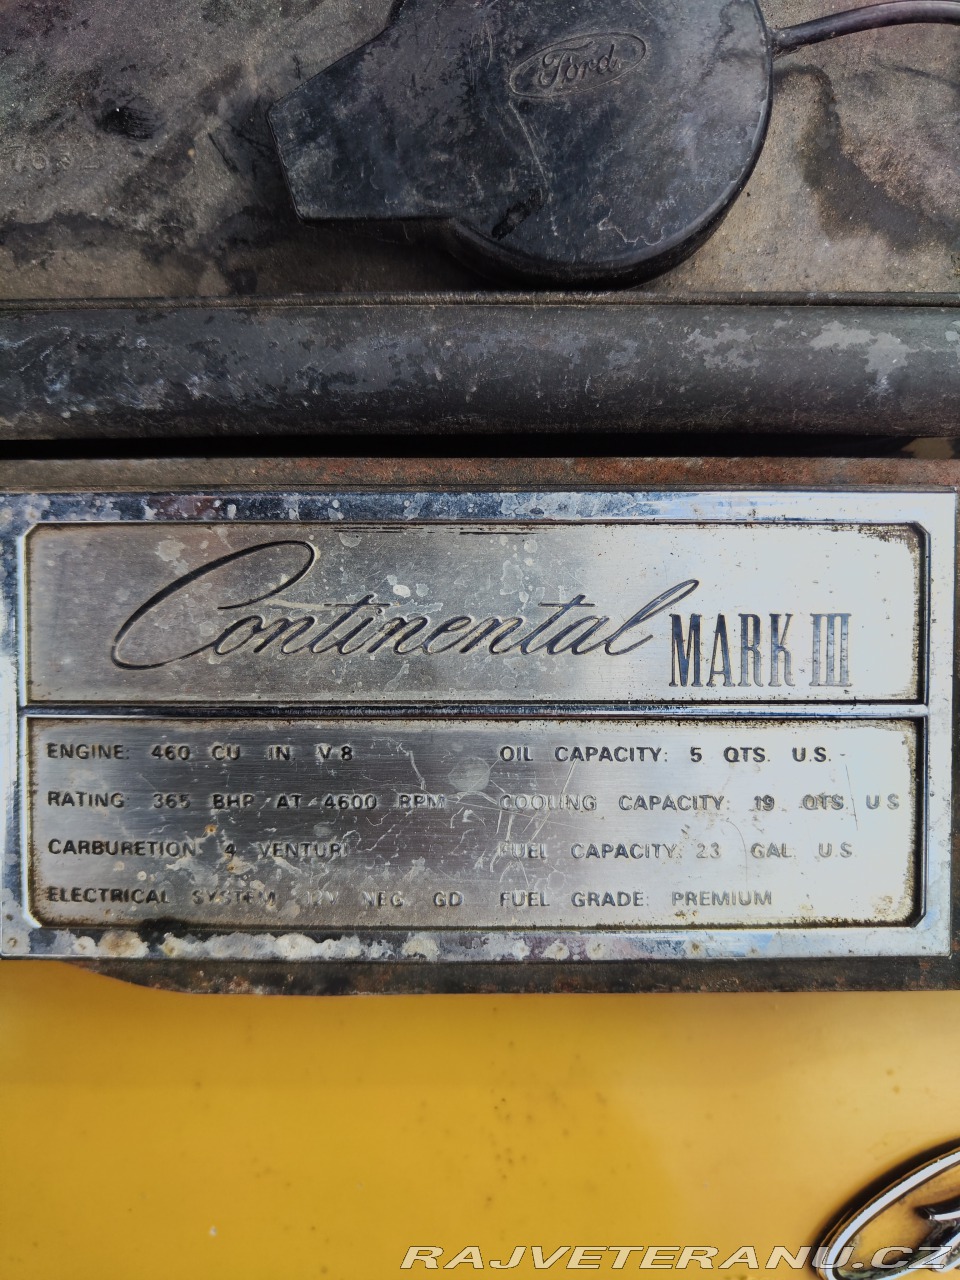 Ford
Continental MARK III
ENGINE: 460 CU IN. V8
RATING: 365 BHP AT 4600 RPM
CARBURETION: 4 VENTURI
ELECTRICAL SYSTEM 12V NEG. GD
OIL CAPACITY: 5 QTS. U.S.
COOLING CAPACITY: 19 QTS. U.S
FUEL CAPACITY: 23 GAL. U.S.
FUEL GRADE: PREMIUM
RAJVETERANU.CZ